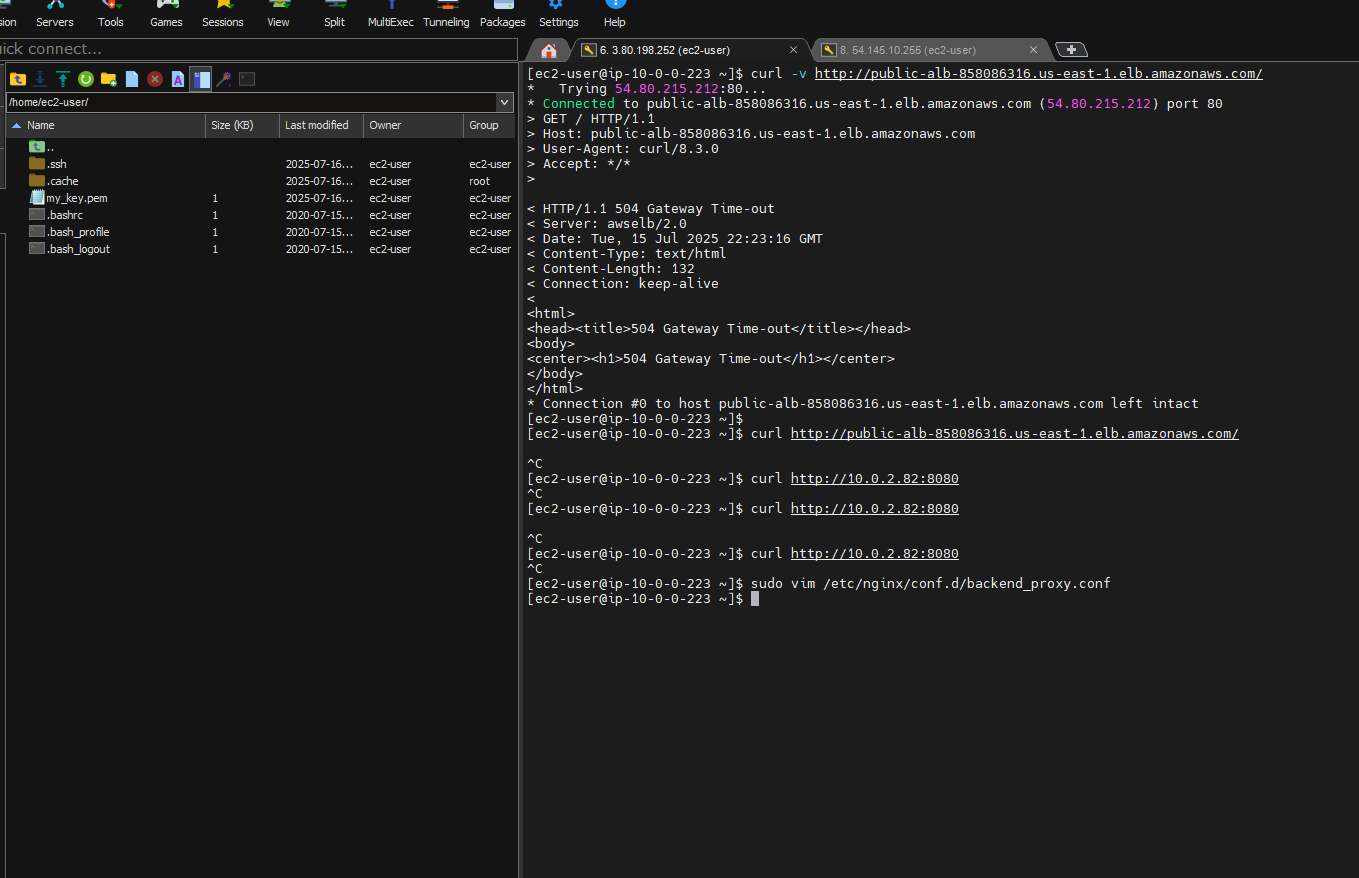 sion Servers Tools Games Sessions View Split MultiExec Tunneling Packages Settings Help
ick connect...
6. 3.80.198.252 (ec2-user)
8. 54.145.10.255 (ec2-user)
/home/ec2-user/
Name Size (KB) Last modified Owner Group
..
.ssh 2025-07-16... ec2-user ec2-user
.cache 2025-07-16... ec2-user root
my_key.pem 1 2025-07-16... ec2-user ec2-user
.bashrc 1 2020-07-15... ec2-user ec2-user
.bash_profile 1 2020-07-15... ec2-user ec2-user
.bash_logout 1 2020-07-15... ec2-user ec2-user
[ec2-user@ip-10-0-0-223 ~]$ curl -v http://public-alb-858086316.us-east-1.elb.amazonaws.com/
*   Trying 54.80.215.212:80...
* Connected to public-alb-858086316.us-east-1.elb.amazonaws.com (54.80.215.212) port 80
> GET / HTTP/1.1
> Host: public-alb-858086316.us-east-1.elb.amazonaws.com
> User-Agent: curl/8.3.0
> Accept: */*
>
< HTTP/1.1 504 Gateway Time-out
< Server: awselb/2.0
< Date: Tue, 15 Jul 2025 22:23:16 GMT
< Content-Type: text/html
< Content-Length: 132
< Connection: keep-alive
<
<html>
<head><title>504 Gateway Time-out</title></head>
<body>
<center><h1>504 Gateway Time-out</h1></center>
</body>
</html>
* Connection #0 to host public-alb-858086316.us-east-1.elb.amazonaws.com left intact
[ec2-user@ip-10-0-0-223 ~]$
[ec2-user@ip-10-0-0-223 ~]$ curl http://public-alb-858086316.us-east-1.elb.amazonaws.com/
^C
[ec2-user@ip-10-0-0-223 ~]$ curl http://10.0.2.82:8080
^C
[ec2-user@ip-10-0-0-223 ~]$ curl http://10.0.2.82:8080
^C
[ec2-user@ip-10-0-0-223 ~]$ curl http://10.0.2.82:8080
^C
[ec2-user@ip-10-0-0-223 ~]$ sudo vim /etc/nginx/conf.d/backend_proxy.conf
[ec2-user@ip-10-0-0-223 ~]$